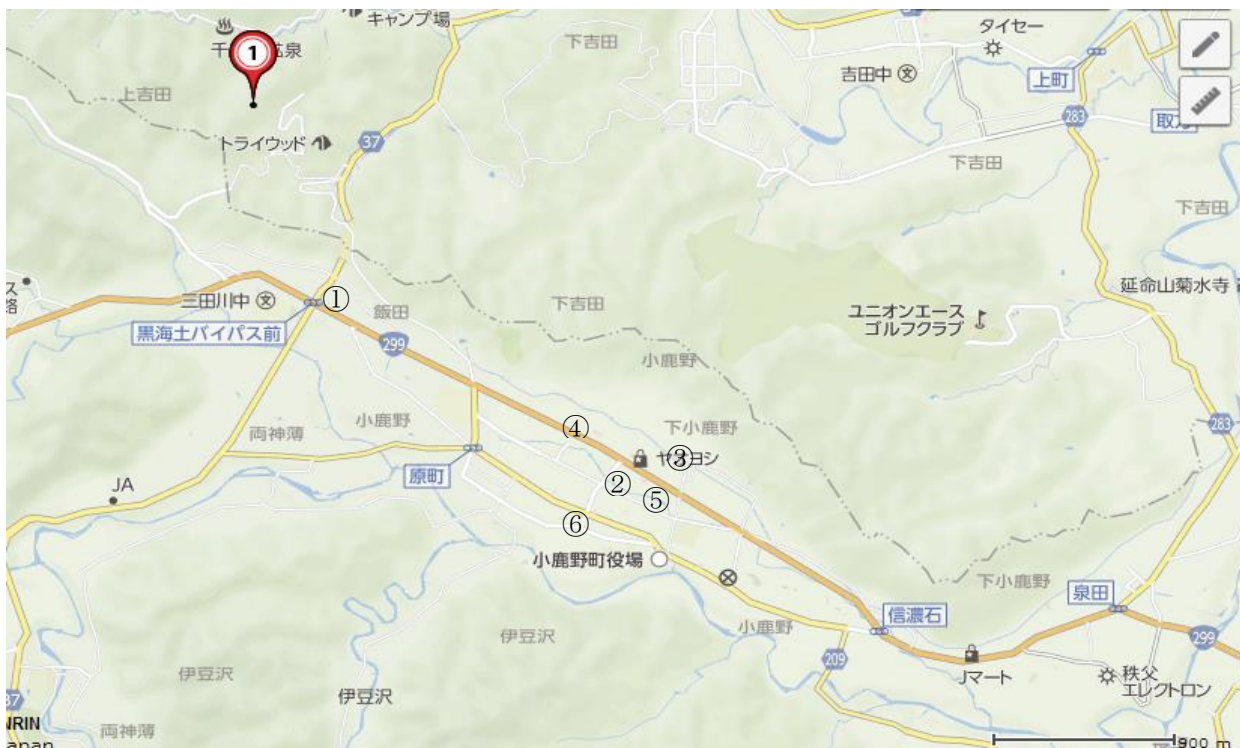 キャンプ場
タイセー
下吉田
吉田中
上町
1
上吉田
283
トライウッド
37
下吉田
下吉田
三田川中
①
飯田
下吉田
延命山菊水寺
黒海土バイパス前
ユニオンエース
ゴルフクラブ
299
小鹿野
小鹿野
④
下小鹿野
両神薄
283
原町
③
JA
②
⑤
⑥
小鹿野町役場
下小鹿野
泉田
信濃石
小鹿野
伊豆沢
299
209
Jマート
秩父
エレクトロン
伊豆沢
伊豆沢
両神薄